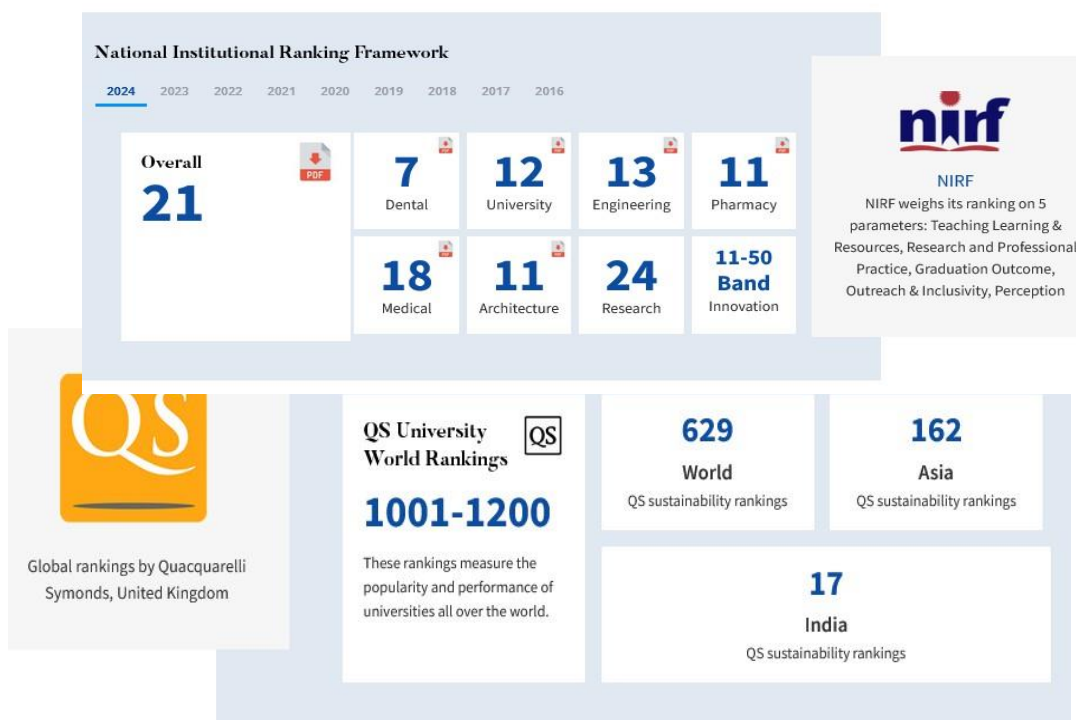 National Institutional Ranking Framework
2024 2023 2022 2021 2020 2019 2018 2017 2016
Overall
21
PDF
7
Dental
12
University
13
Engineering
11
Pharmacy
18
Medical
11
Architecture
24
Research
11-50
Band
Innovation
nirf
NIRF
NIRF weighs its ranking on 5
parameters: Teaching Learning &
Resources, Research and Professional
Practice, Graduation Outcome,
Outreach & Inclusivity, Perception
QS
Global rankings by Quacquarelli
Symonds, United Kingdom
QS University
World Rankings
QS
1001-1200
These rankings measure the
popularity and performance of
universities all over the world.
629
World
QS sustainability rankings
162
Asia
QS sustainability rankings
17
India
QS sustainability rankings